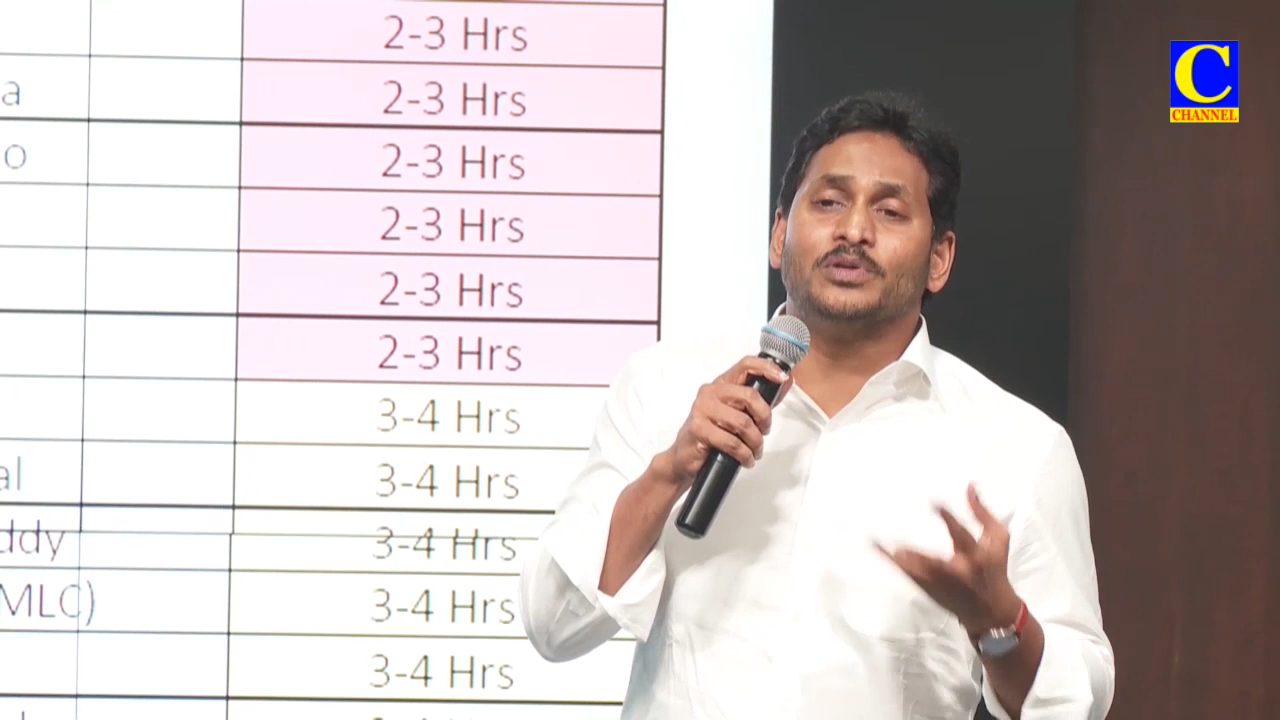 2-3 Hrs
a 2-3 Hrs
o 2-3 Hrs
2-3 Hrs
2-3 Hrs
2-3 Hrs
3-4 Hrs
al 3-4 Hrs
ddy 3-4 Hrs
MLC) 3-4 Hrs
3-4 Hrs
C
CHANNEL